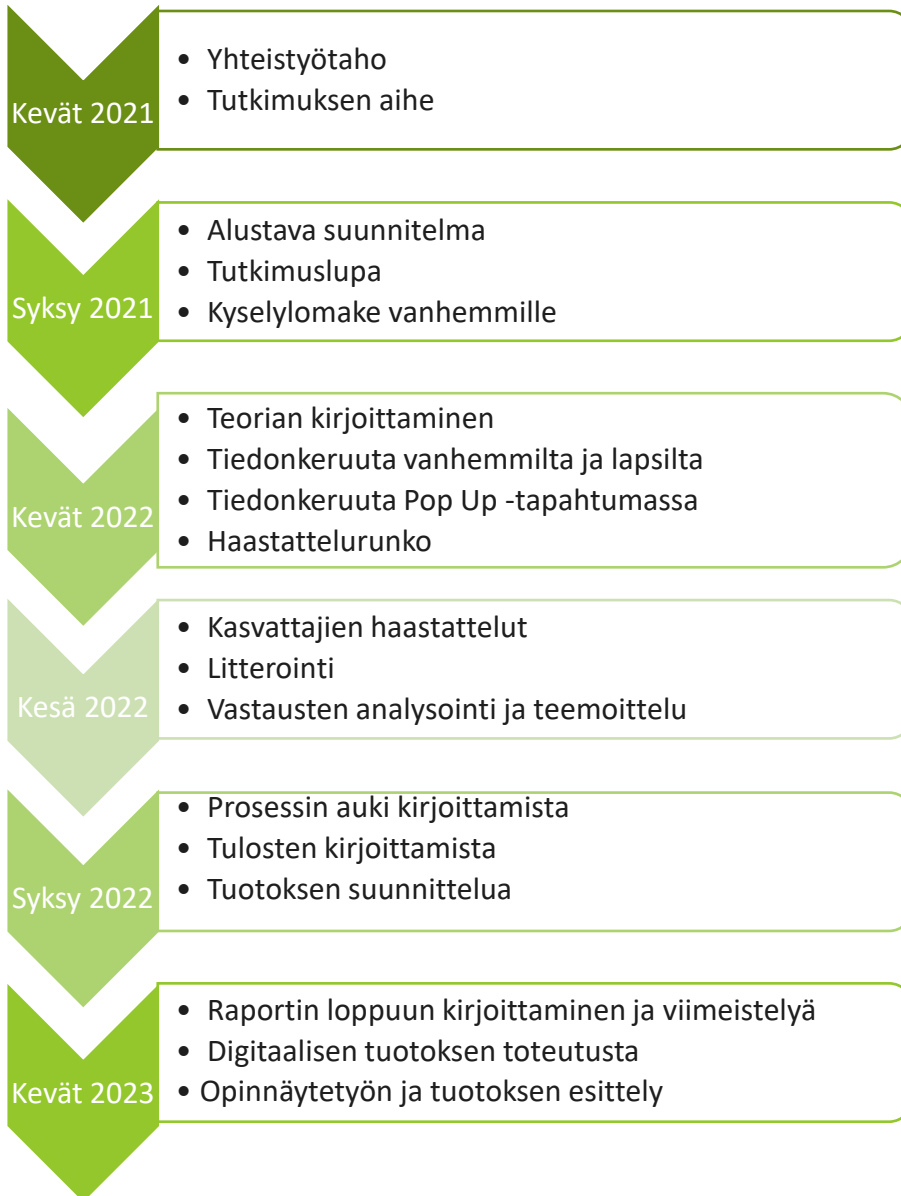 Kevät 2021
• Yhteistyötaho
• Tutkimuksen aihe
Syksy 2021
• Alustava suunnitelma
• Tutkimuslupa
• Kyselylomake vanhemmille
Kevät 2022
• Teorian kirjoittaminen
• Tiedonkeruuta vanhemmilta ja lapsilta
• Tiedonkeruuta Pop Up -tapahtumassa
• Haastattelurunko
Kesä 2022
• Kasvattajien haastattelut
• Litterointi
• Vastausten analysointi ja teemoittelu
Syksy 2022
• Prosessin auki kirjoittamista
• Tulosten kirjoittamista
• Tuotoksen suunnittelua
Kevät 2023
• Raportin loppuun kirjoittaminen ja viimeistelyä
• Digitaalisen tuotoksen toteutusta
• Opinnäytetyön ja tuotoksen esittely